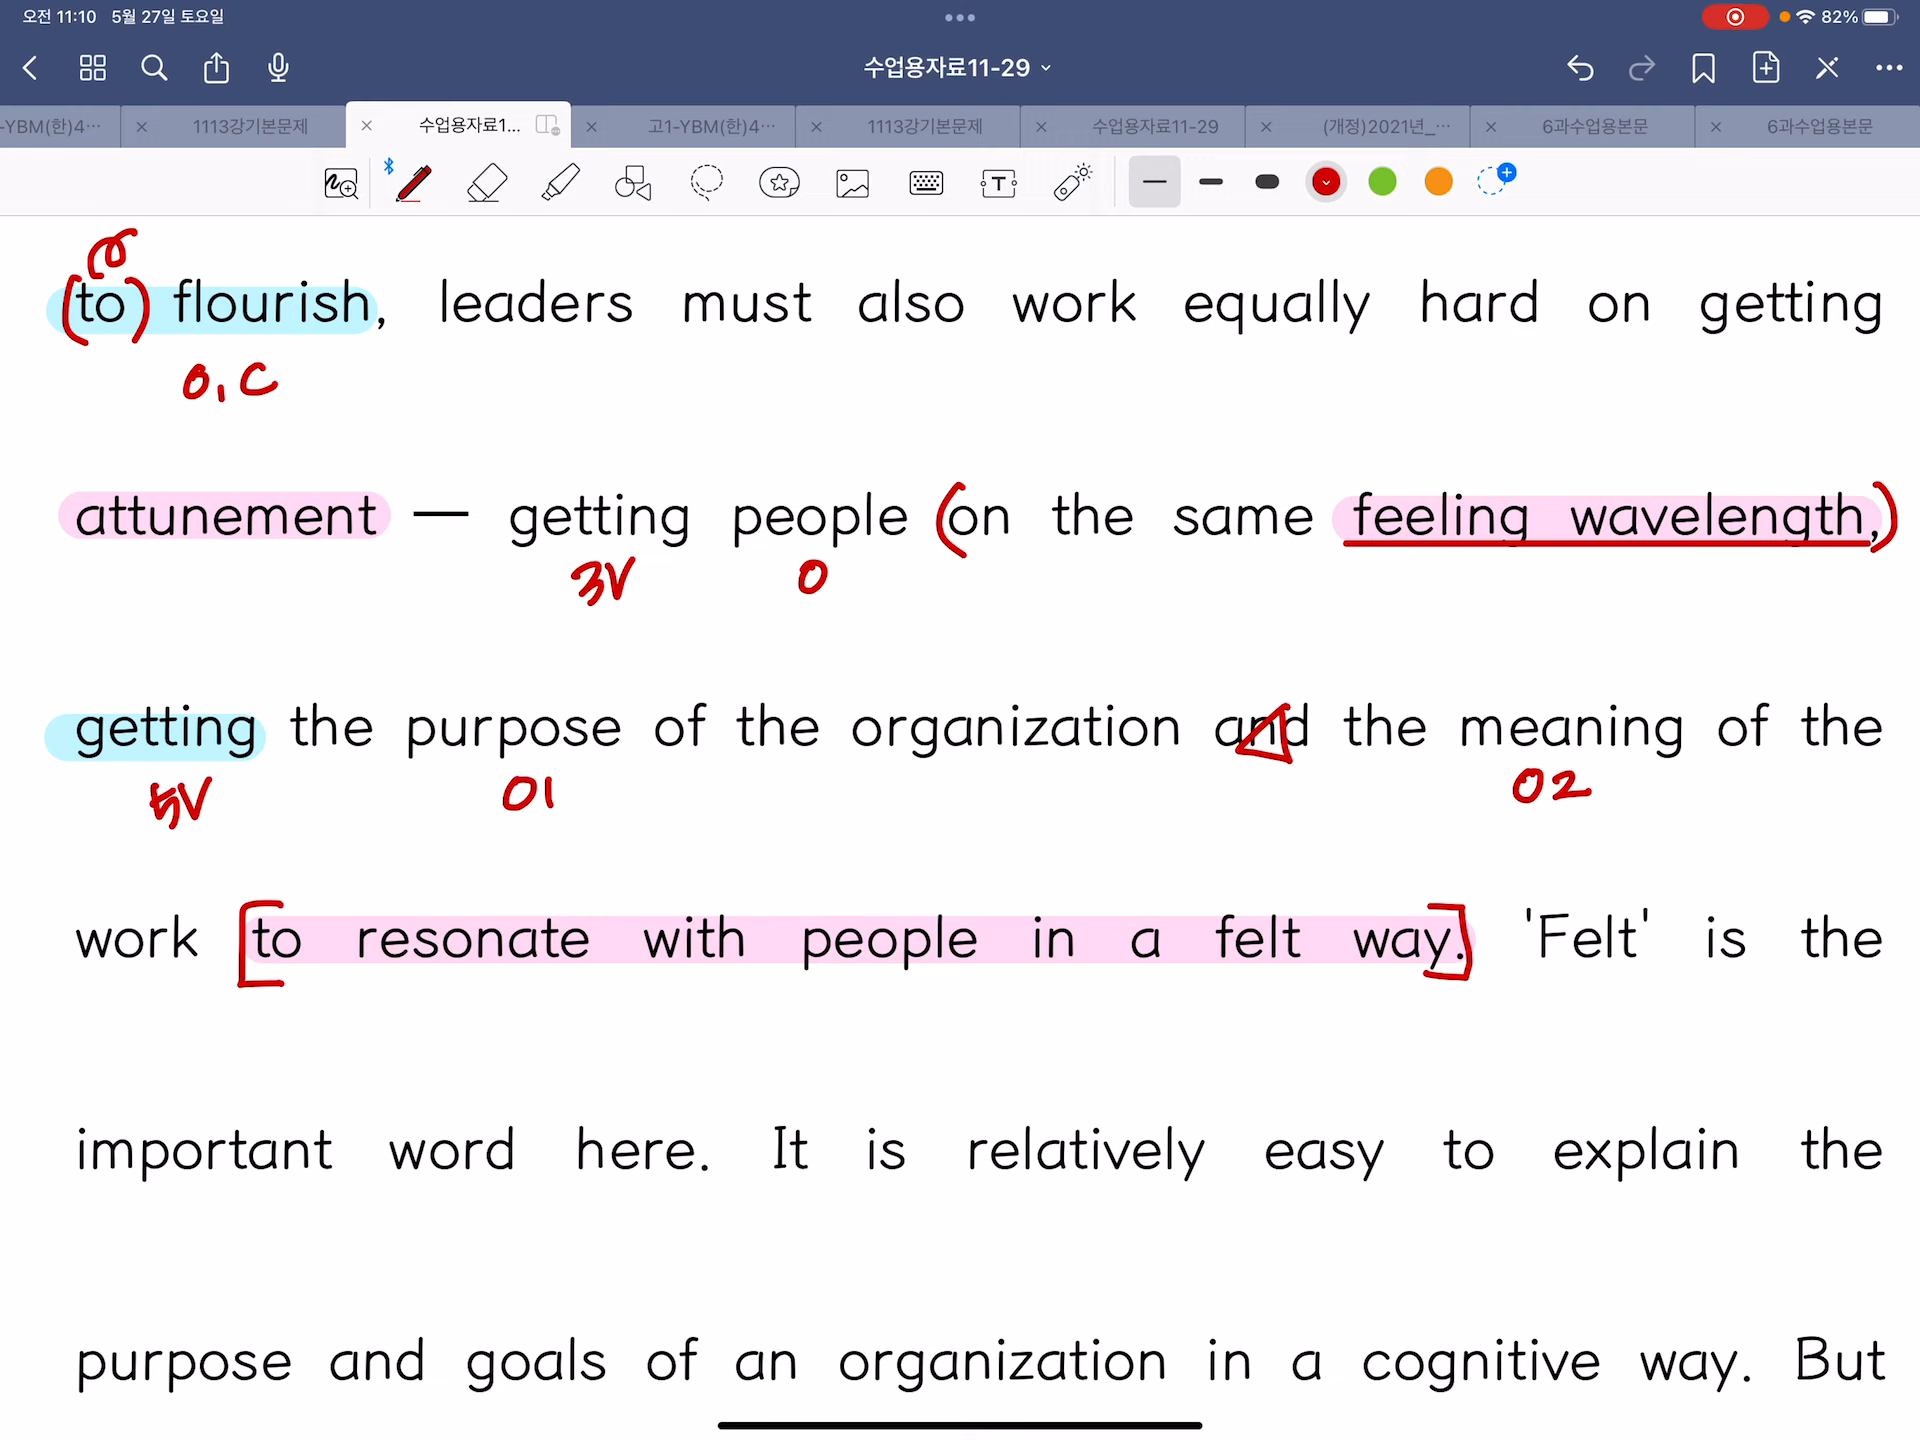 오전 11:10 5월 27일 토요일
82%
수업용자료11-29
-YBM(한)4…
1113강기본문제
수업용자료1...
고1-YBM(한)4…
1113강기본문제
수업용자료11-29
(개정)2021년_…
6과수업용본문
6과수업용본문
(to) flourish, leaders must also work equally hard on getting
O, C
attunement — getting people (on the same feeling wavelength,)
3V O
getting the purpose of the organization and the meaning of the
5V O1 O2
work [to resonate with people in a felt way.] 'Felt' is the
important word here. It is relatively easy to explain the
purpose and goals of an organization in a cognitive way. But